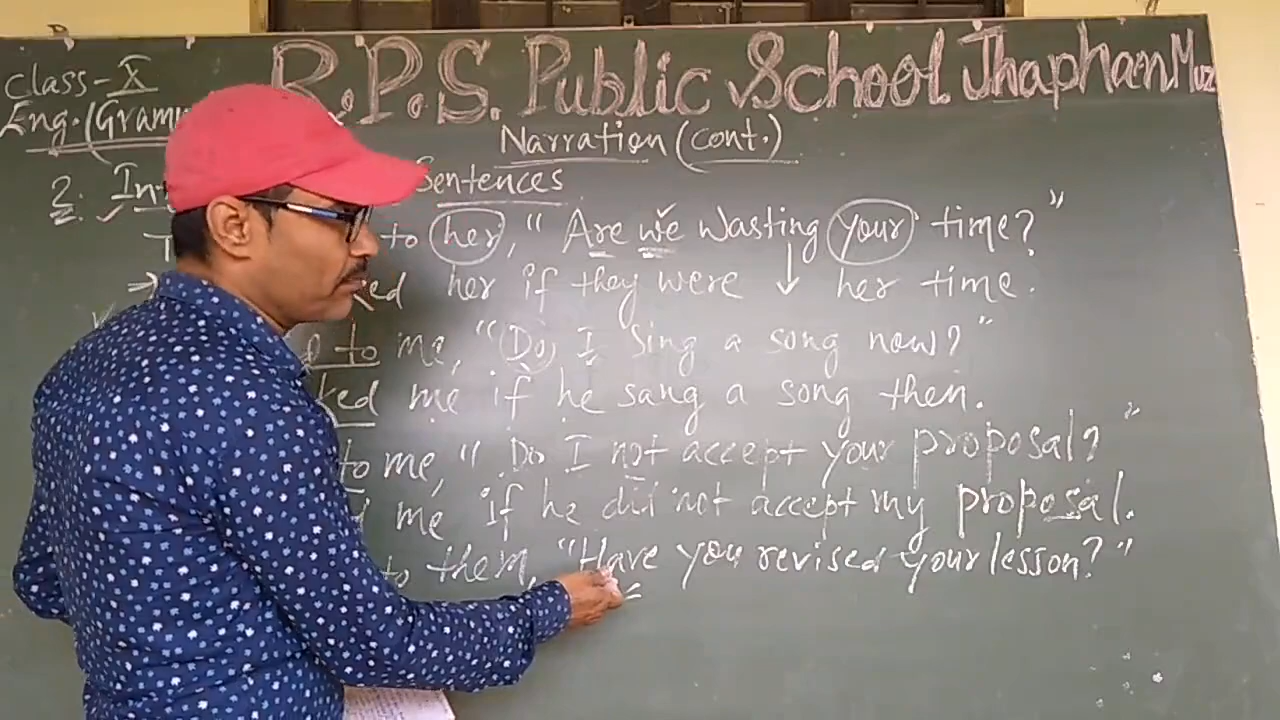 Class-X R.P.S. Public School Jhaphan, Muz
Eng. (Gramm
Narration (cont.)
2. Int Sentences
to her, "Are we wasting your time?"
→ ked her if they were ↓ her time.
to me, "Do I sing a song now?"
ked me if he sang a song then.
to me, "Do I not accept your proposal?"
me if he did not accept my proposal.
to them, "Have you revised your lesson?"